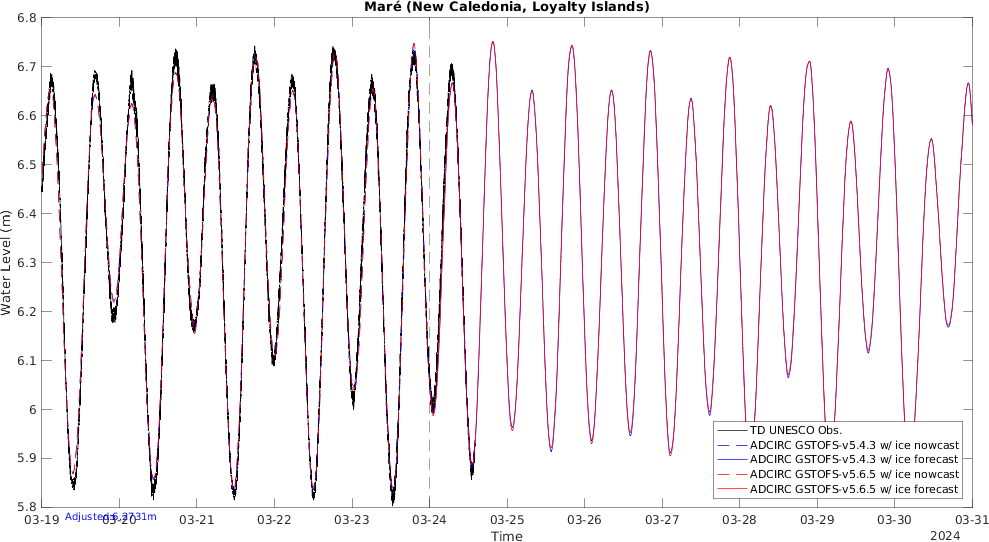 Maré (New Caledonia, Loyalty Islands)
6.8
6.7
6.6
6.5
6.4
6.3
6.2
6.1
6
5.9
5.8
Water Level (m)
TD UNESCO Obs.
ADCIRC GSTOFS-v5.4.3 w/ ice nowcast
ADCIRC GSTOFS-v5.4.3 w/ ice forecast
ADCIRC GSTOFS-v5.6.5 w/ ice nowcast
ADCIRC GSTOFS-v5.6.5 w/ ice forecast
03-19 03-20 03-21 03-22 03-23 03-24 03-25 03-26 03-27 03-28 03-29 03-30 03-31
Adjusted:6.2731m
Time
2024